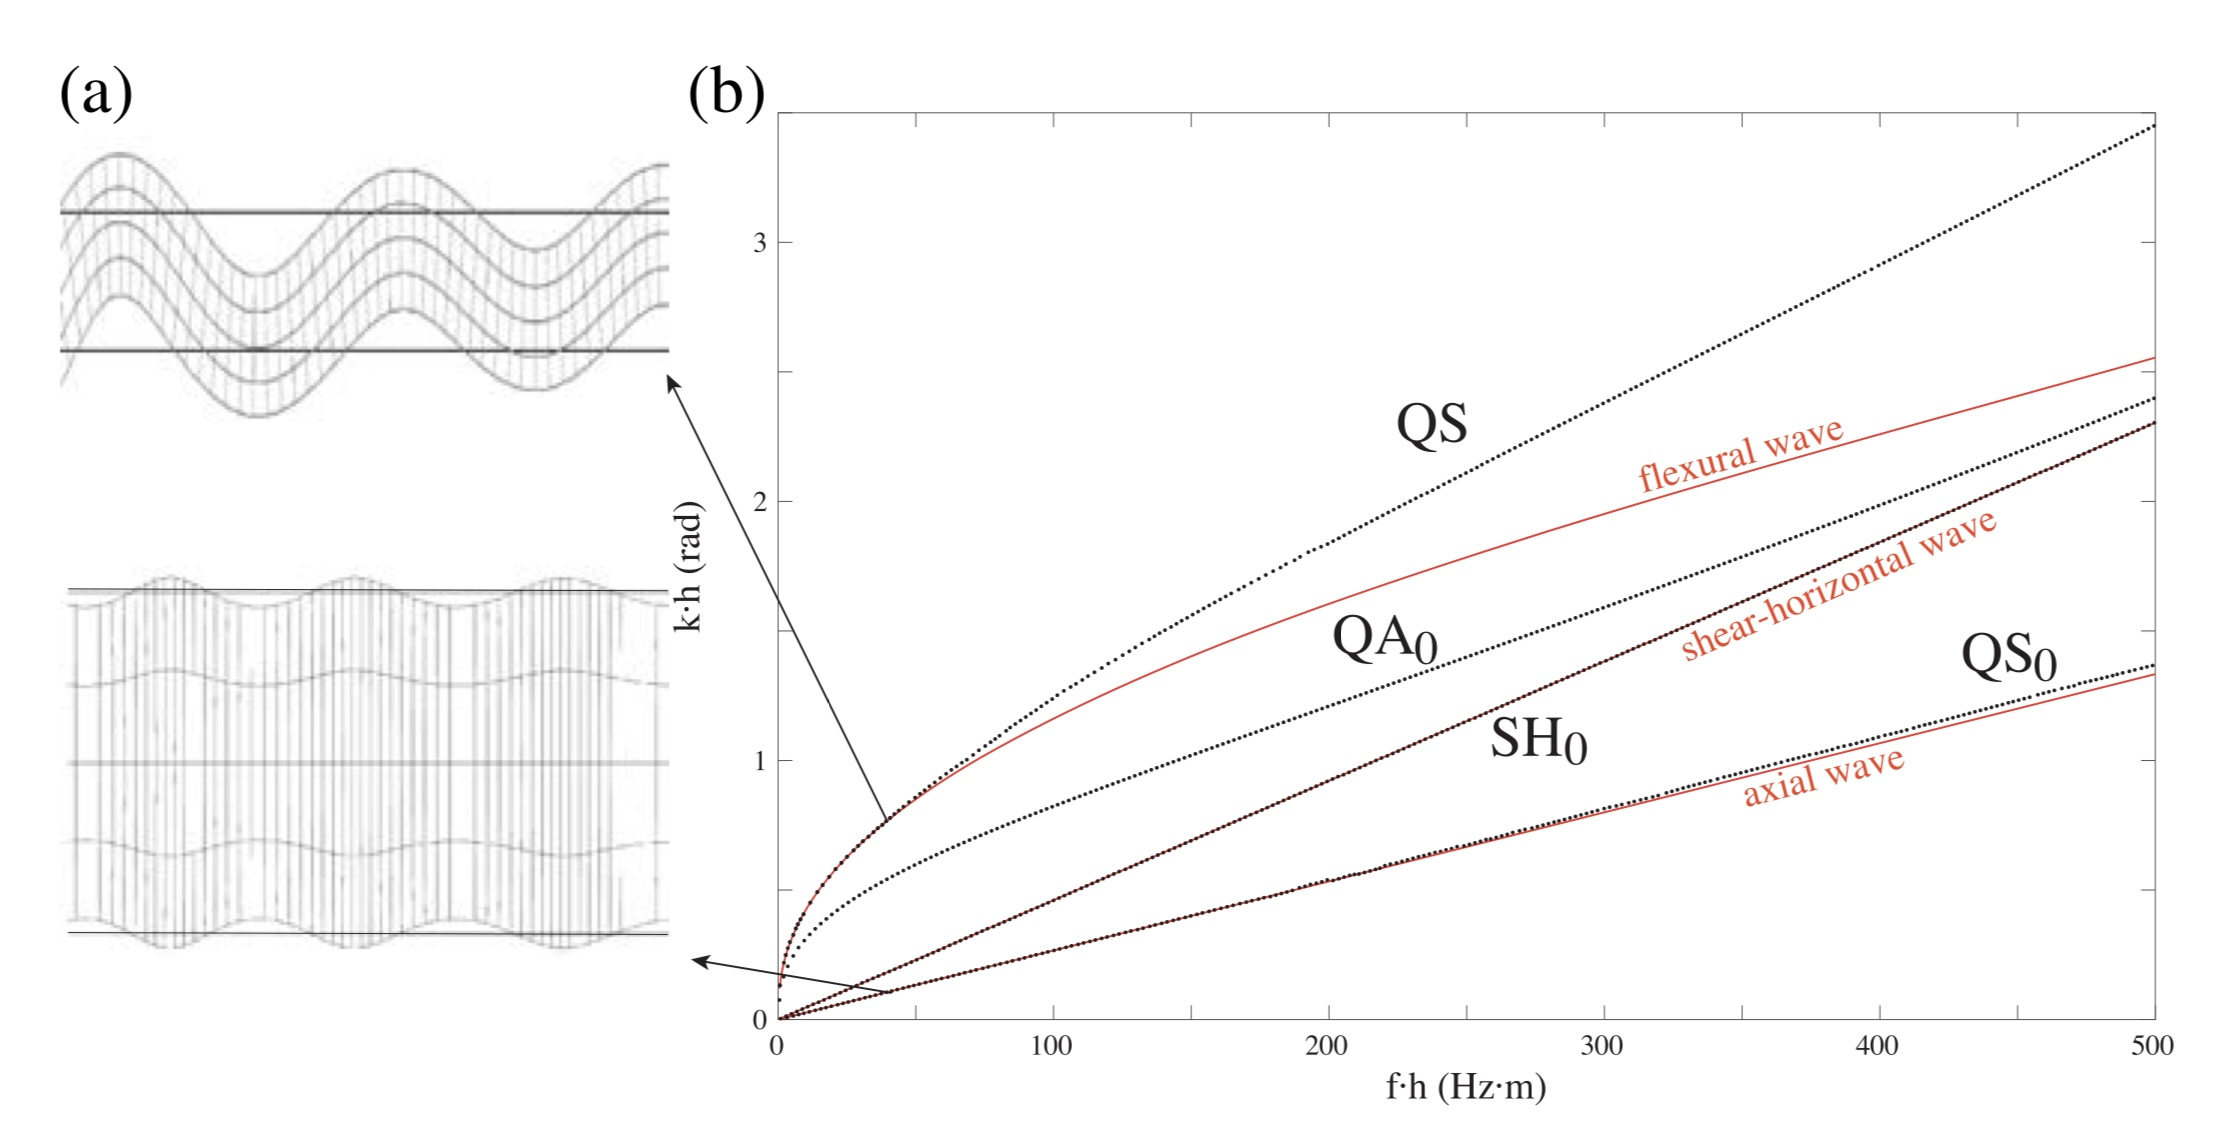 (a)
(b)
k·h (rad)
3
2
1
0
QS
flexural wave
QA0
shear-horizontal wave
QS0
SH0
axial wave
0 100 200 300 400 500
f·h (Hz·m)